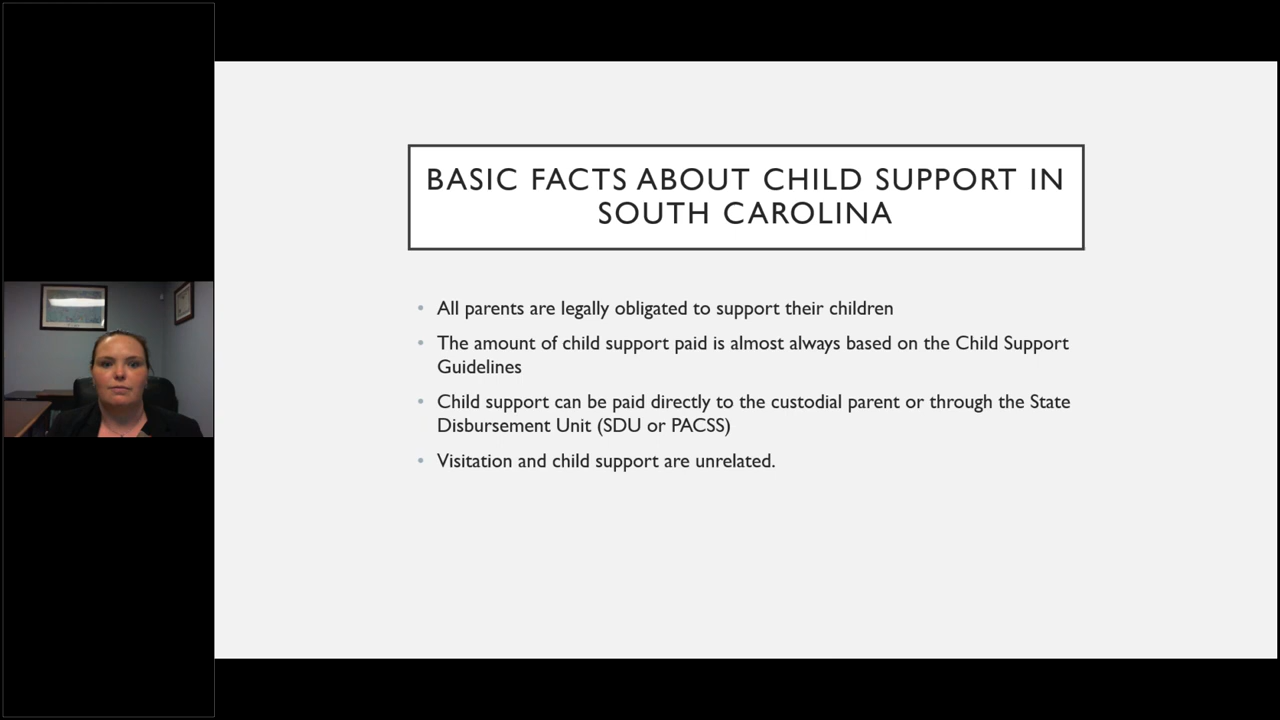 BASIC FACTS ABOUT CHILD SUPPORT IN
SOUTH CAROLINA
• All parents are legally obligated to support their children
• The amount of child support paid is almost always based on the Child Support
Guidelines
• Child support can be paid directly to the custodial parent or through the State
Disbursement Unit (SDU or PACSS)
• Visitation and child support are unrelated.